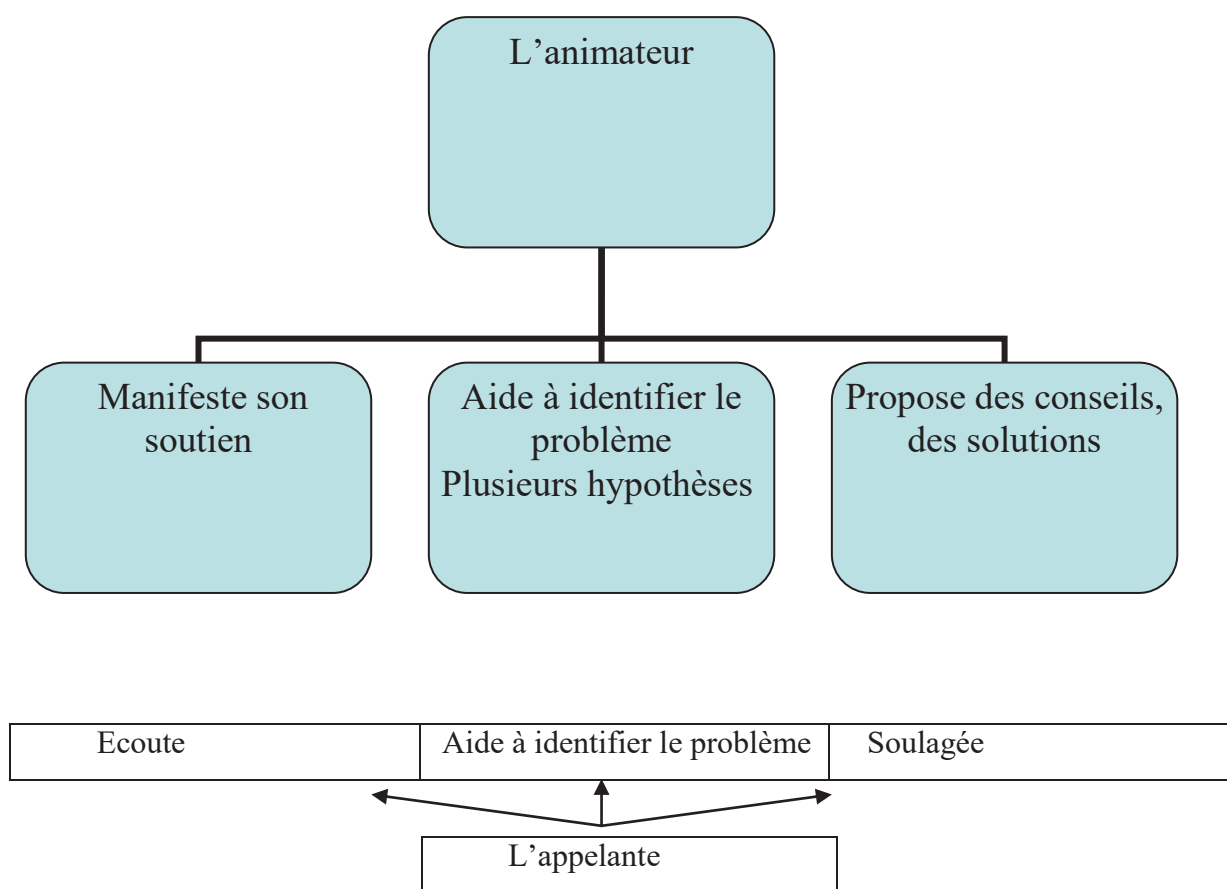 L’animateur
Manifeste son
soutien
Aide à identifier le
problème
Plusieurs hypothèses
Propose des conseils,
des solutions
Ecoute
Aide à identifier le problème
Soulagée
L’appelante